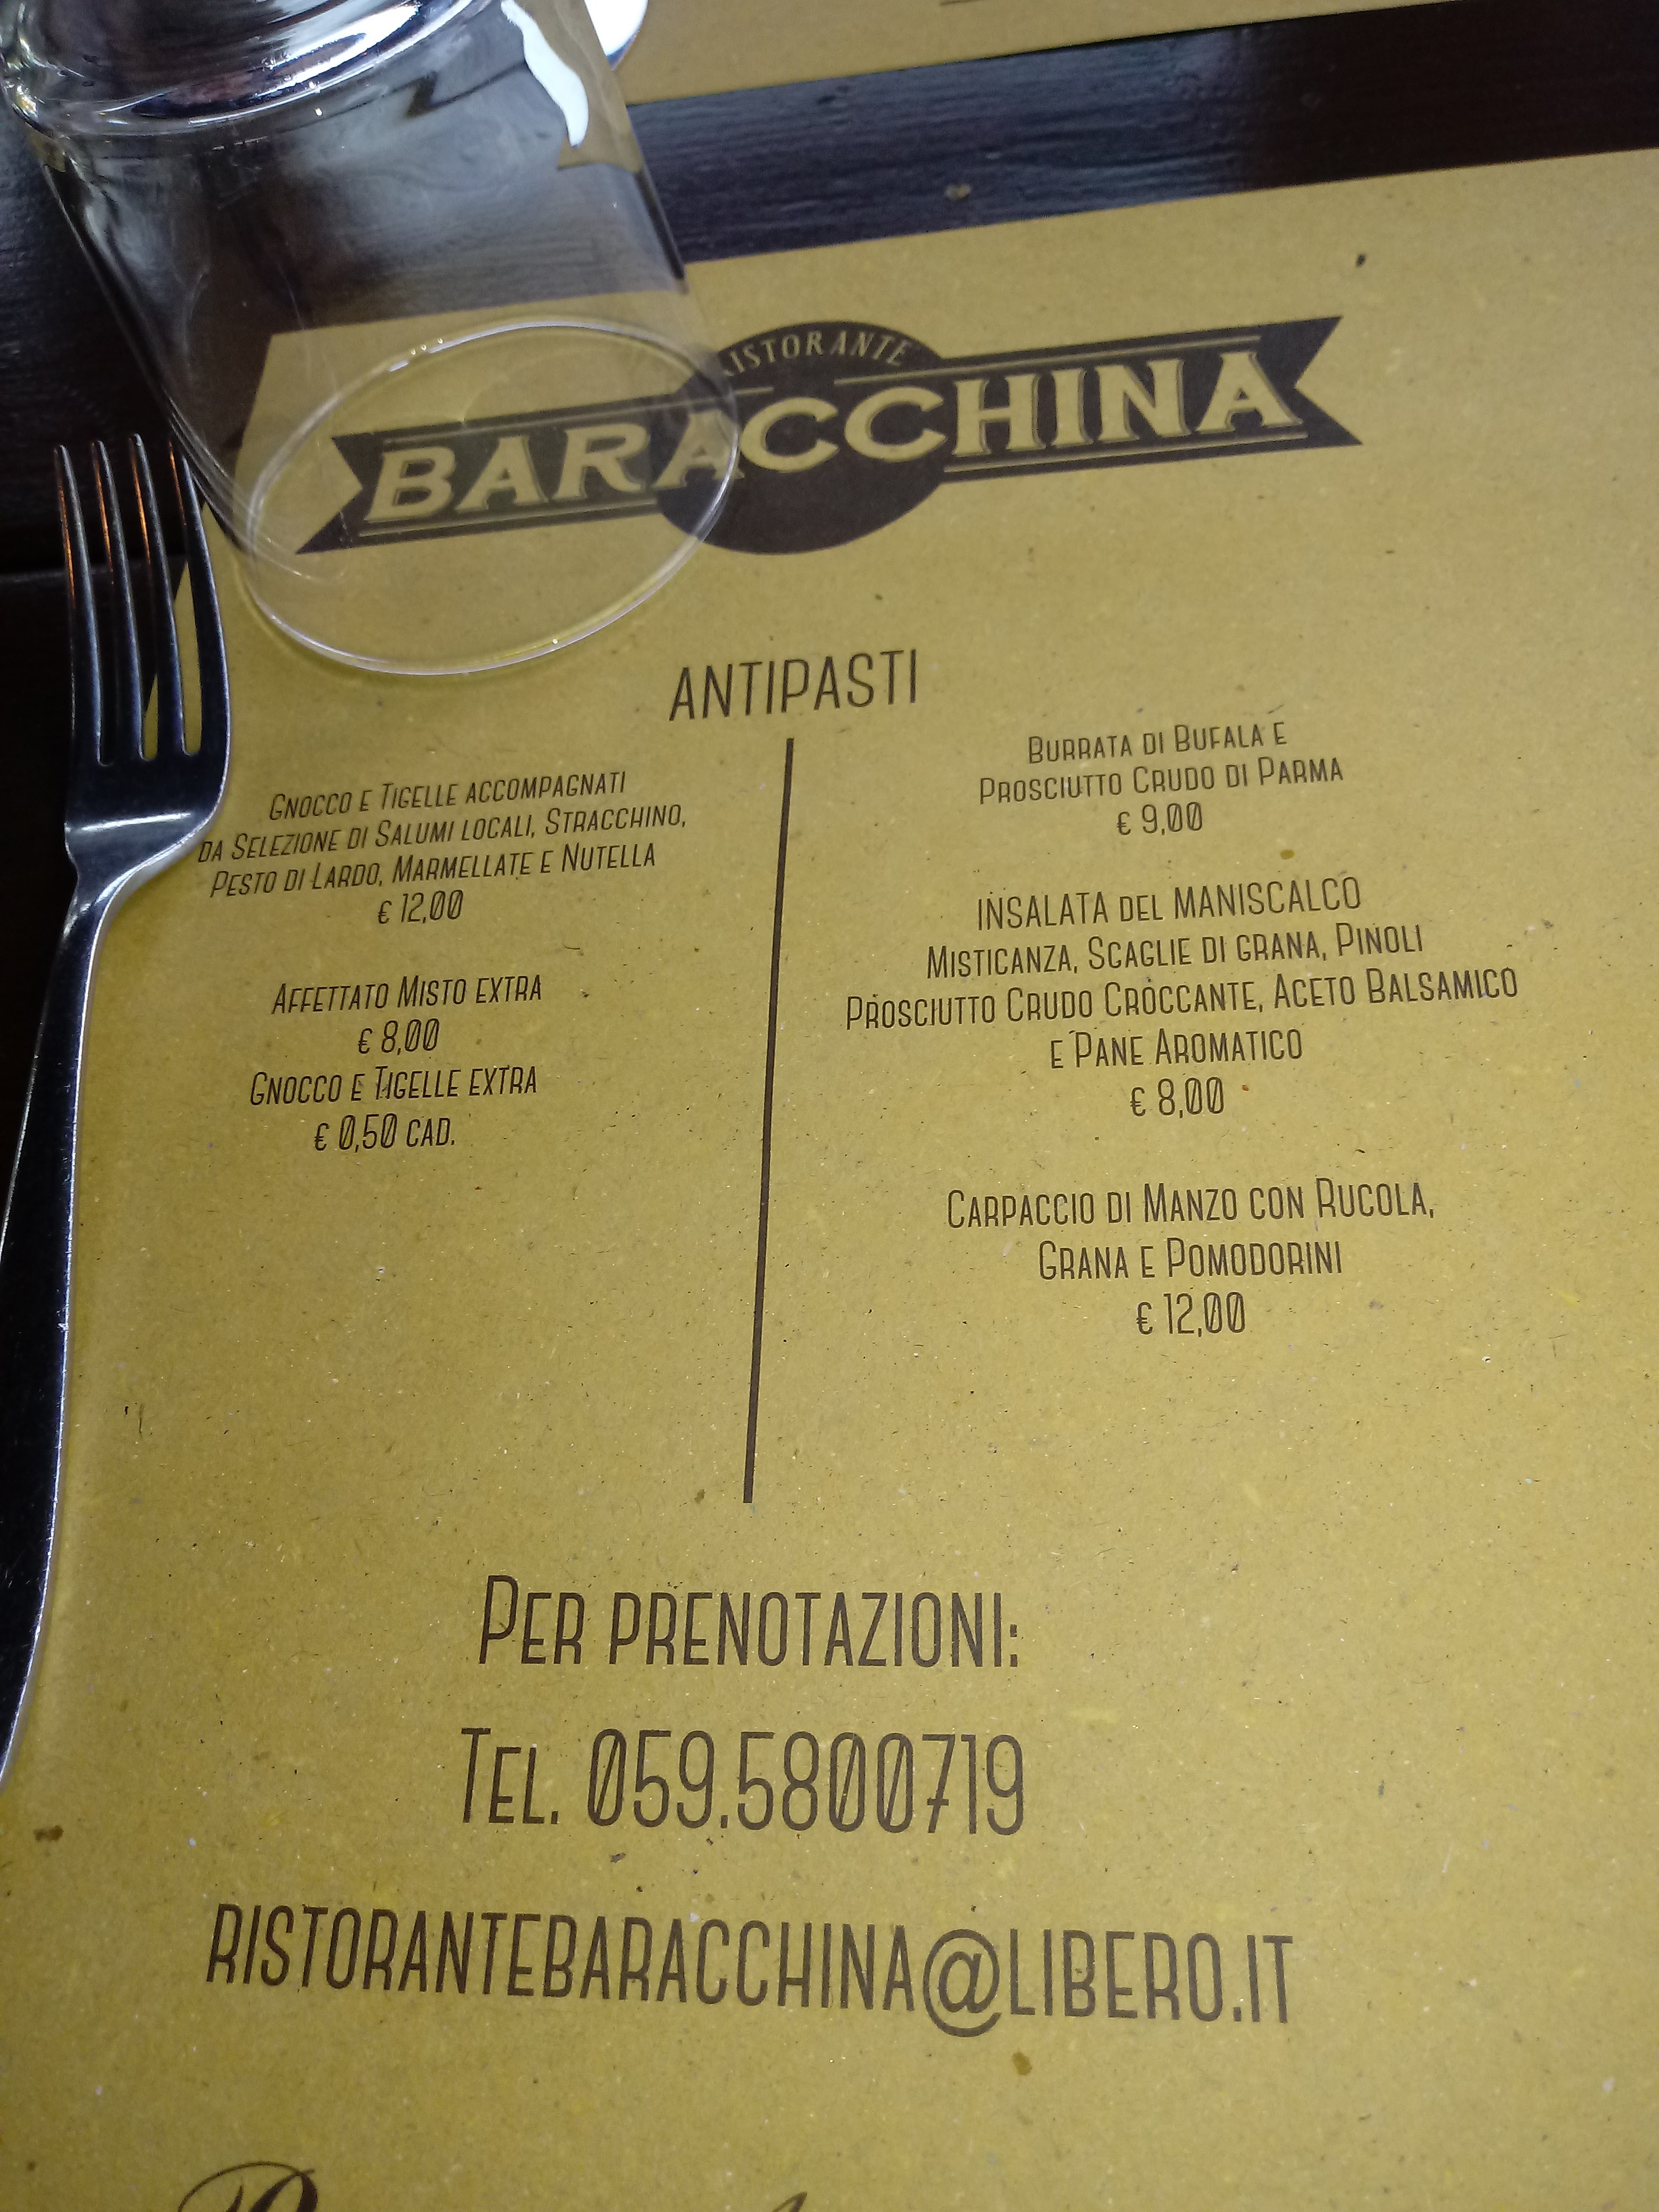 RISTORANTE
BARACCHINA
ANTIPASTI
GNOCCO E TIGELLE ACCOMPAGNATI
DA SELEZIONE DI SALUMI LOCALI, STRACCHINO,
PESTO DI LARDO, MARMELLATE E NUTELLA
€ 12,00
AFFETTATO MISTO EXTRA
€ 8,00
GNOCCO E TIGELLE EXTRA
€ 0,50 CAD.
BURRATA DI BUFALA E
PROSCIUTTO CRUDO DI PARMA
€ 9,00
INSALATA DEL MANISCALCO
MISTICANZA, SCAGLIE DI GRANA, PINOLI
PROSCIUTTO CRUDO CROCCANTE, ACETO BALSAMICO
E PANE AROMATICO
€ 8,00
CARPACCIO DI MANZO CON RUCOLA,
GRANA E POMODORINI
€ 12,00
PER PRENOTAZIONI:
TEL. 059.5800719
RISTORANTEBARACCHINA@LIBERO.IT